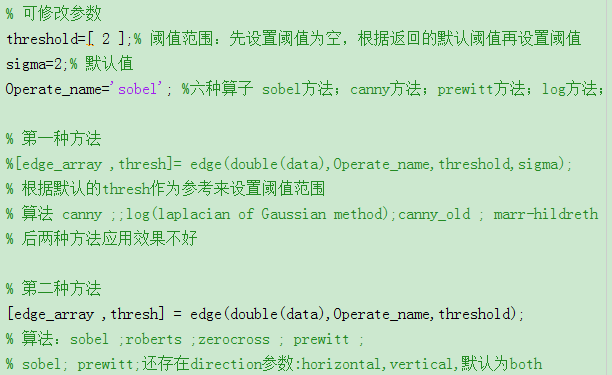 % 可修改参数
threshold=[ 2 ];% 阈值范围：先设置阈值为空，根据返回的默认阈值再设置阈值
sigma=2;% 默认值
Operate_name='sobel'; %六种算子 sobel方法；canny方法；prewitt方法；log方法；
% 第一种方法
%[edge_array ,thresh]= edge(double(data),Operate_name,threshold,sigma);
% 根据默认的thresh作为参考来设置阈值范围
% 算法 canny ;;log(laplacian of Gaussian method);canny_old ; marr-hildreth
% 后两种方法应用效果不好
% 第二种方法
[edge_array ,thresh] = edge(double(data),Operate_name,threshold);
% 算法：sobel ;roberts ;zerocross ; prewitt ;
% sobel; prewitt;还存在direction参数:horizontal,vertical,默认为both